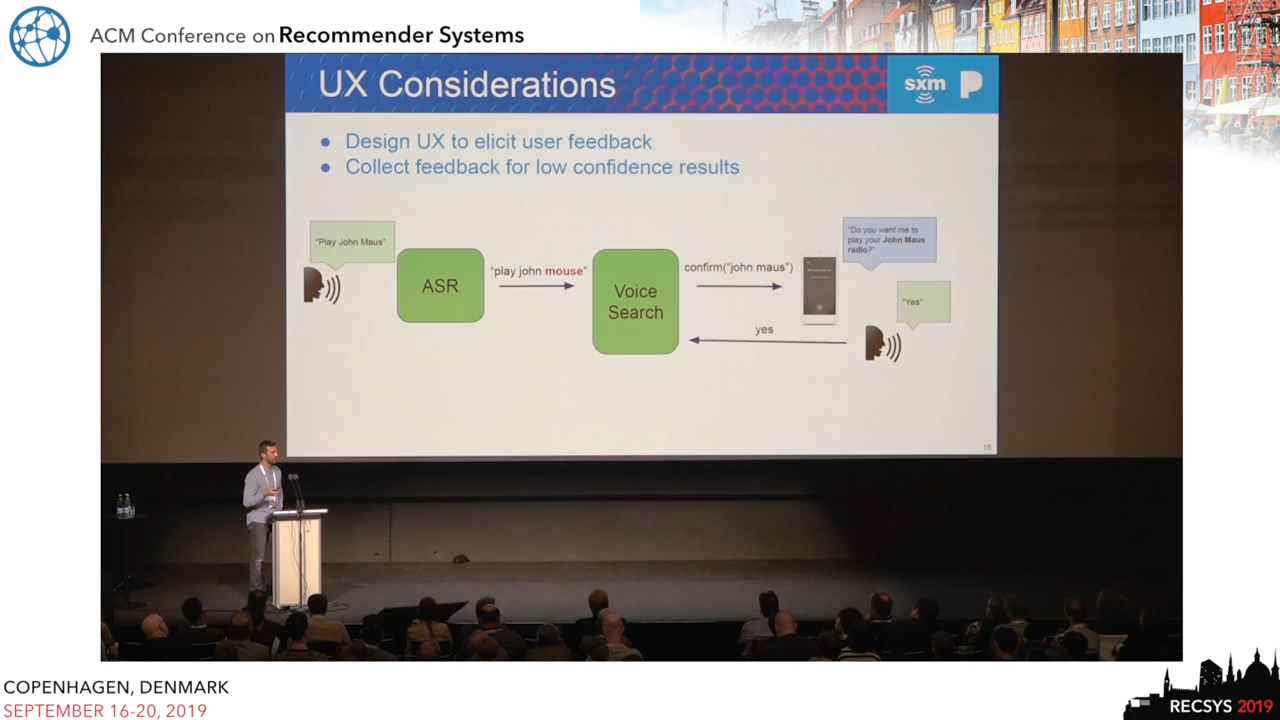 ACM Conference on Recommender Systems
UX Considerations
sxm
P
● Design UX to elicit user feedback
● Collect feedback for low confidence results
“Play John Maus”
ASR
“play john mouse”
Voice
Search
confirm(“john maus”)
“Do you want me to
play your John Maus
radio?”
“Yes”
yes
15
COPENHAGEN, DENMARK
SEPTEMBER 16-20, 2019
RECSYS 2019